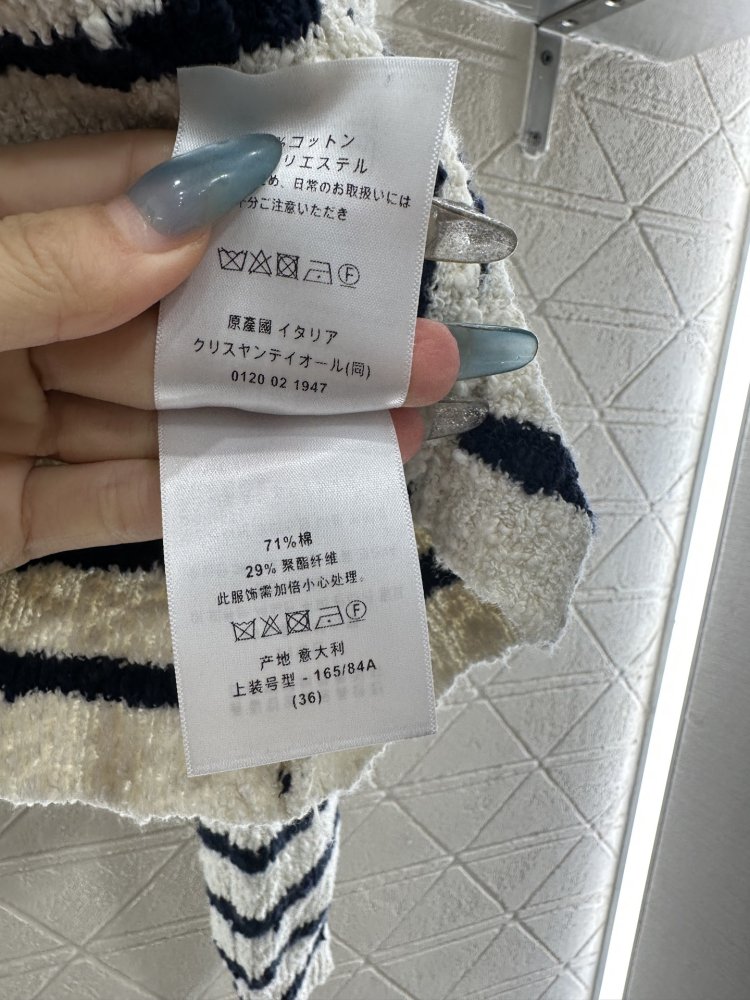 %コットン
リエステル
め、日常のお取扱いには
十分ご注意いただき
F
原產國 イタリア
クリスヤンテイオール(同)
0120 02 1947
71%棉
29% 聚酯纤维
此服饰需加倍小心处理。
F
产地 意大利
上装号型 - 165/84A
(36)